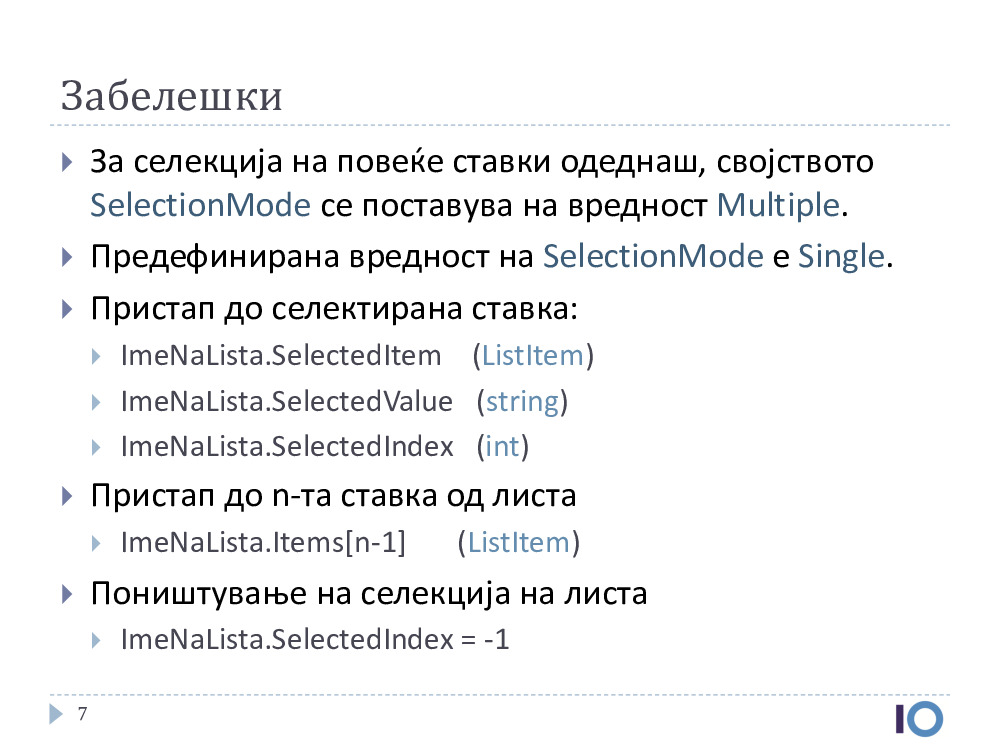 Забелешки
За селекција на повеќе ставки одеднаш, својството
SelectionMode се поставува на вредност Multiple.
Предефинирана вредност на SelectionMode е Single.
Пристап до селектирана ставка:
ImeNaLista.SelectedItem (ListItem)
ImeNaLista.SelectedValue (string)
ImeNaLista.SelectedIndex (int)
Пристап до n-та ставка од листа
ImeNaLista.Items[n-1] (ListItem)
Поништување на селекција на листа
ImeNaLista.SelectedIndex = -1
7
IO